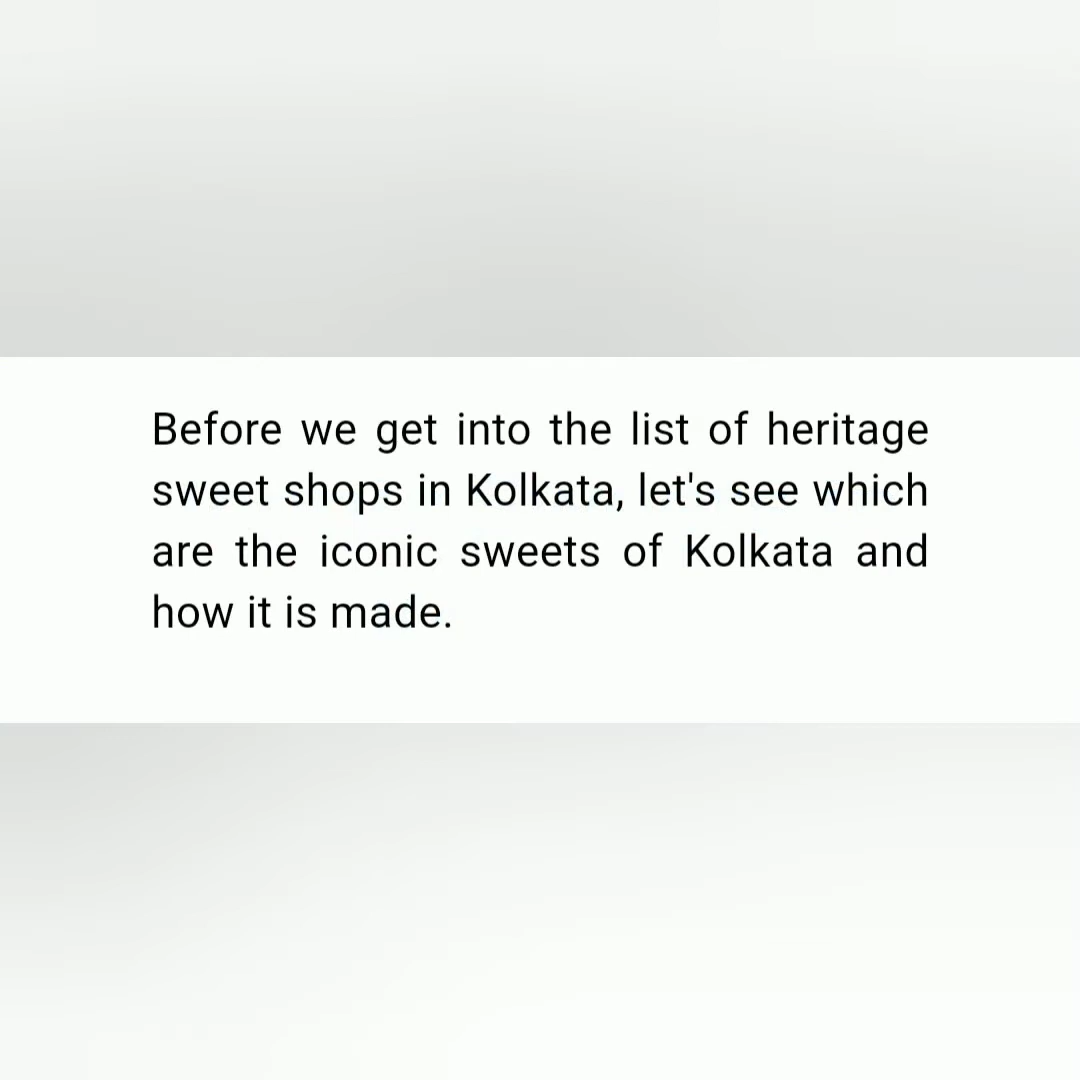 Before we get into the list of heritage
sweet shops in Kolkata, let's see which
are the iconic sweets of Kolkata and
how it is made.